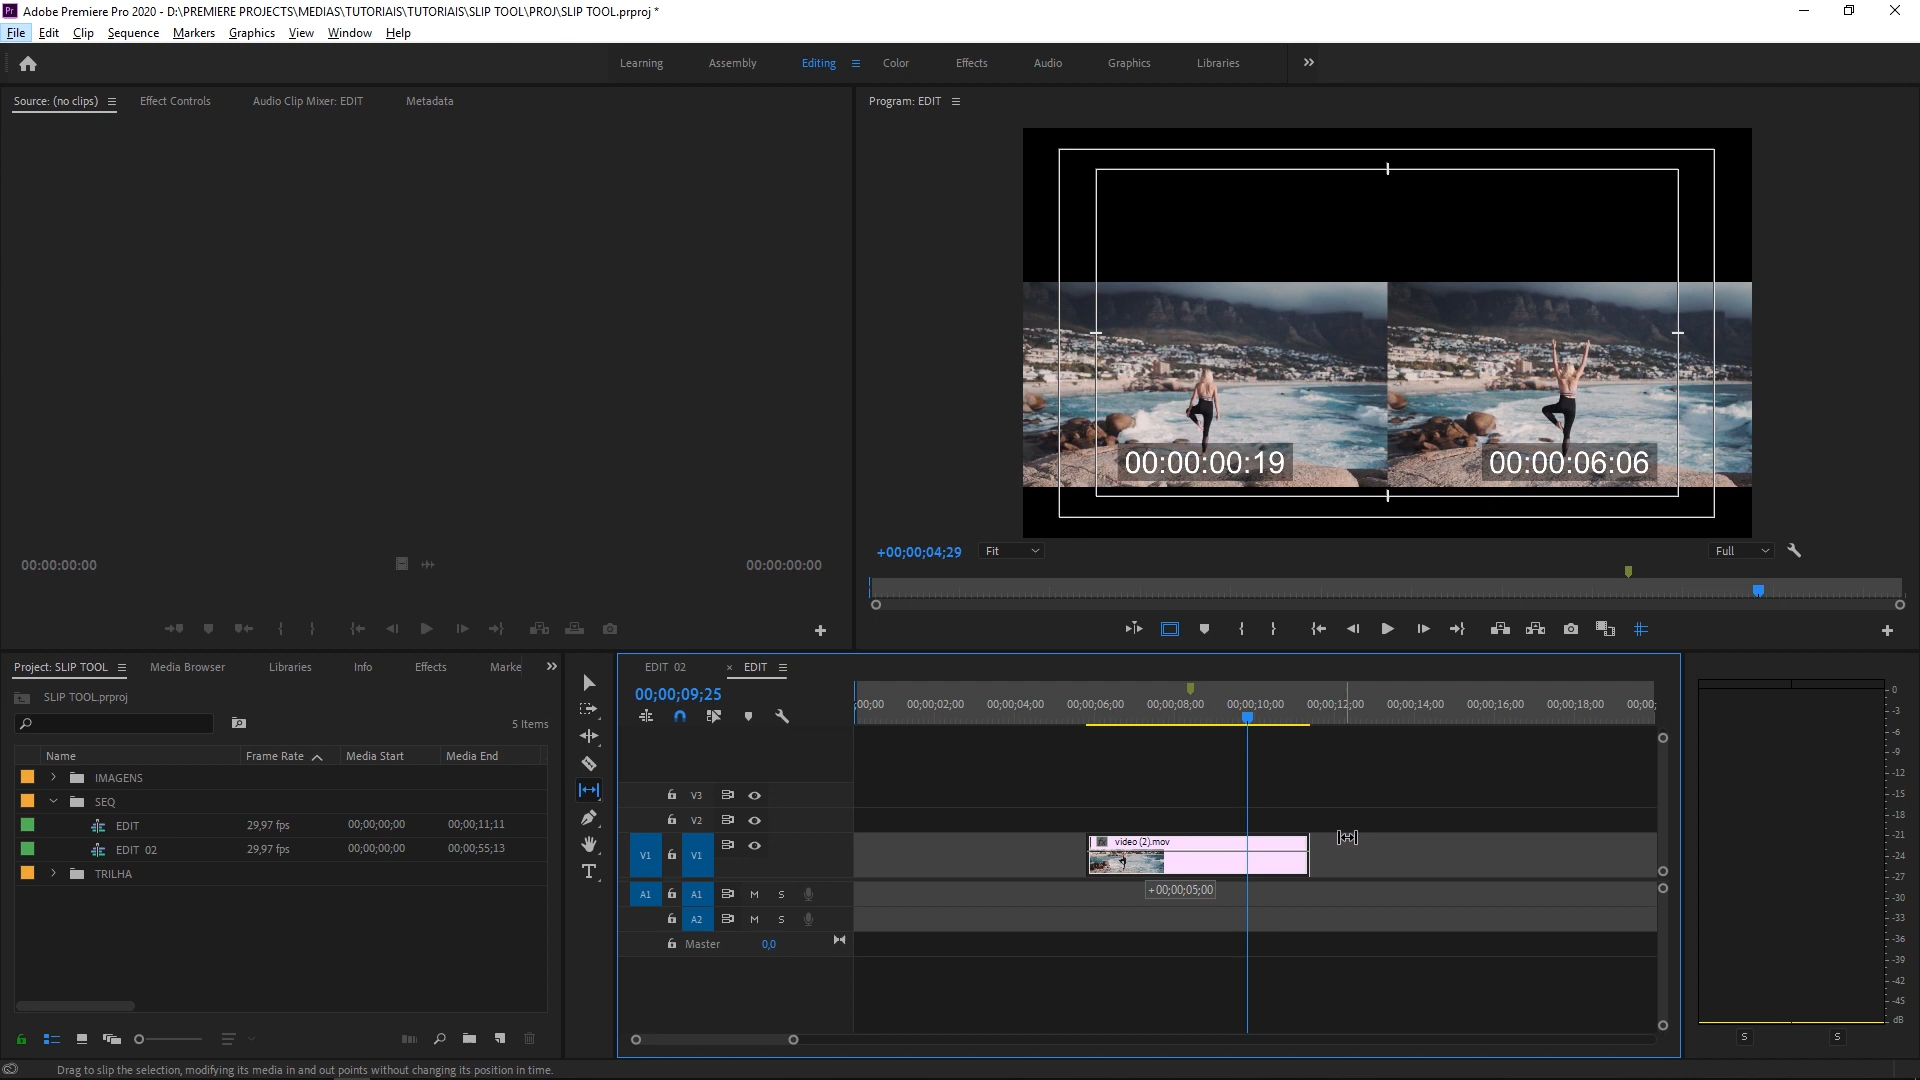 Adobe Premiere Pro 2020 - D:\PREMIERE PROJECTS\MEDIAS\TUTORIAIS\TUTORIAIS\SLIP TOOL\PROJ\SLIP TOOL.prproj *
File Edit Clip Sequence Markers Graphics View Window Help
Learning Assembly Editing Color Effects Audio Graphics Libraries
Source: (no clips) Effect Controls Audio Clip Mixer: EDIT Metadata
Program: EDIT
00:00:00:19 00:00:06:06
+00;00;04;29 Fit Full
00:00:00:00 00:00:00:00
Project: SLIP TOOL Media Browser Libraries Info Effects Marke
SLIP TOOL.prproj
5 Items
Name Frame Rate Media Start Media End
IMAGENS
SEQ
EDIT 29,97 fps 00;00;00;00 00;00;11;11
EDIT 02 29,97 fps 00;00;00;00 00;00;55;13
TRILHA
EDIT 02 × EDIT
00;00;09;25
;00;00 00;00;02;00 00;00;04;00 00;00;06;00 00;00;08;00 00;00;10;00 00;00;12;00 00;00;14;00 00;00;16;00 00;00;18;00 00;00;
V3
V2
V1 V1
fx video (2).mov
+00;00;05;00
A1 A1 M S
A2 M S
Master 0,0
0
-3
-6
-9
-12
-15
-18
-21
-24
-27
-30
-33
-36
-39
-42
-45
dB
S S
Drag to slip the selection, modifying its media in and out points without changing its position in time.